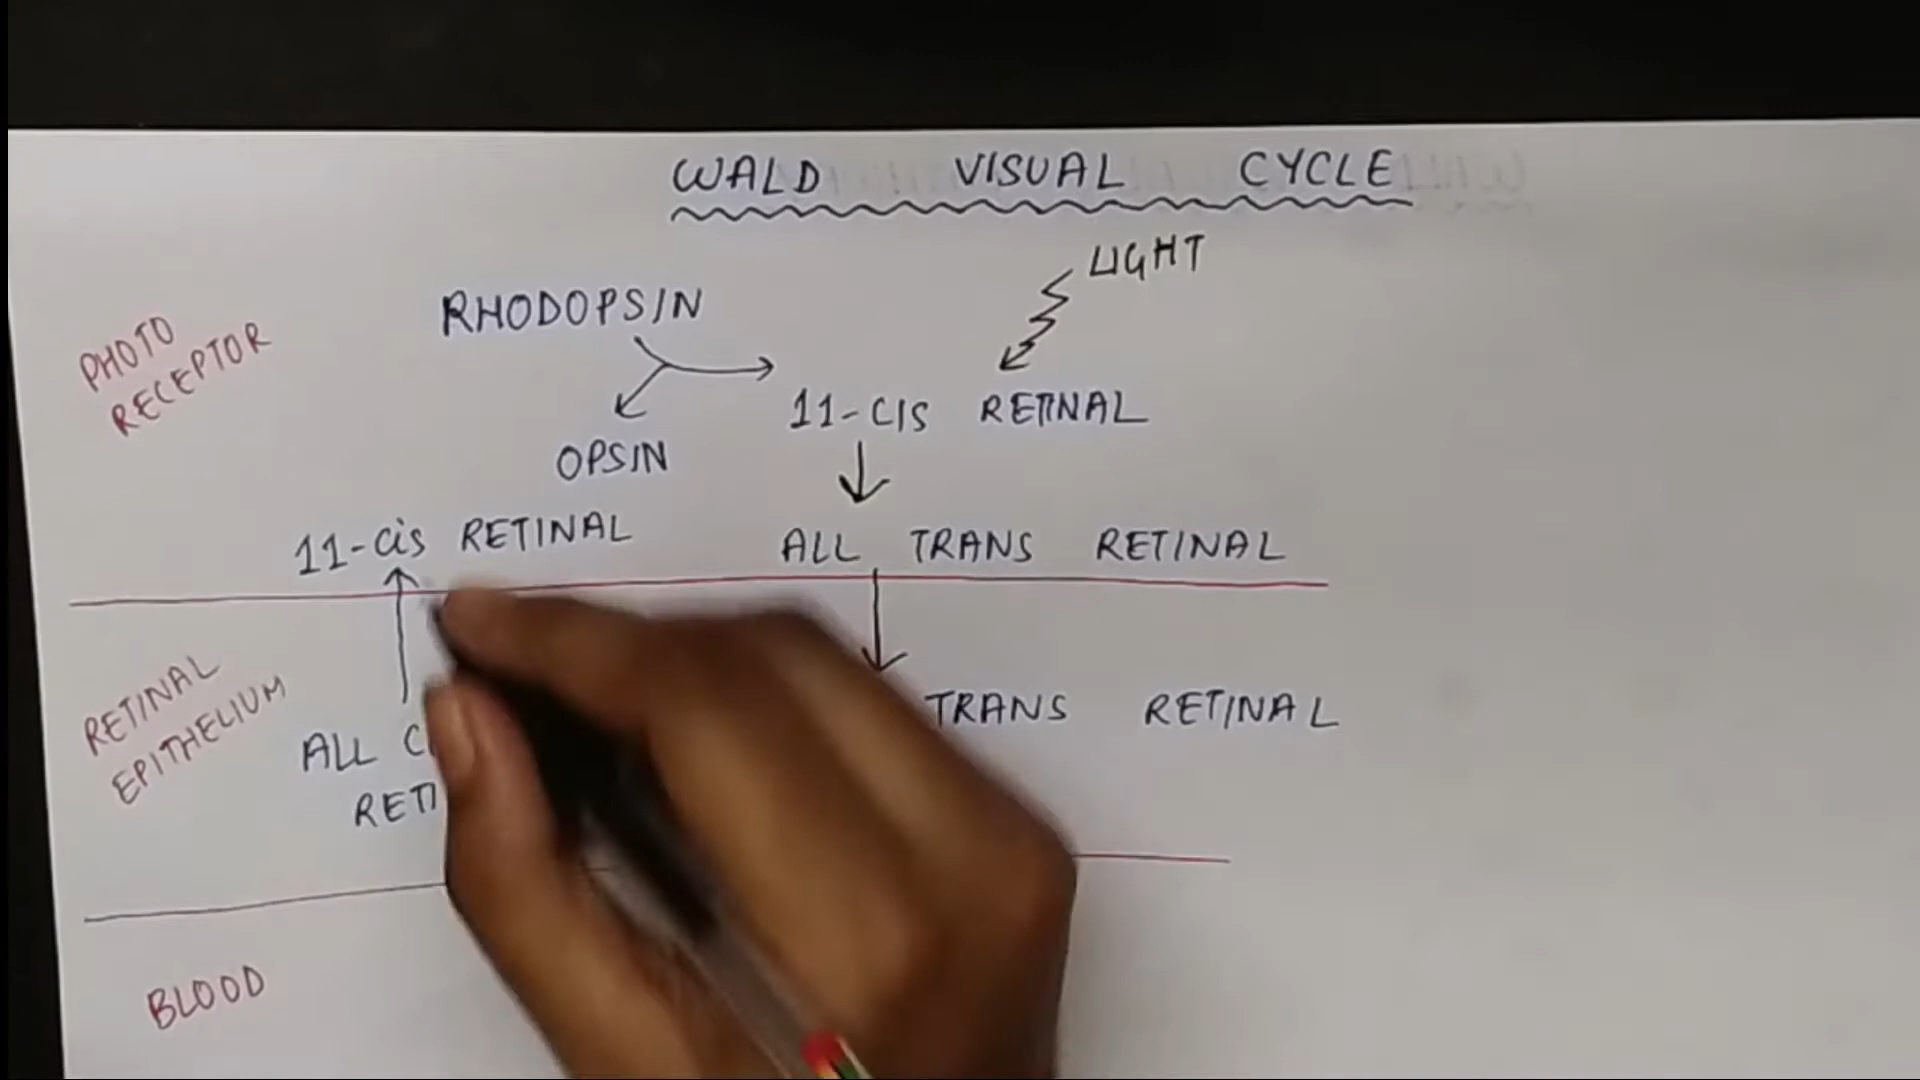 WALD VISUAL CYCLE
LIGHT
RHODOPSIN
PHOTO
RECEPTOR
11-CIS RETINAL
OPSIN
11-Cis RETINAL
ALL TRANS RETINAL
TRANS RETINAL
RETINAL
EPITHELIUM
ALL
BLOOD